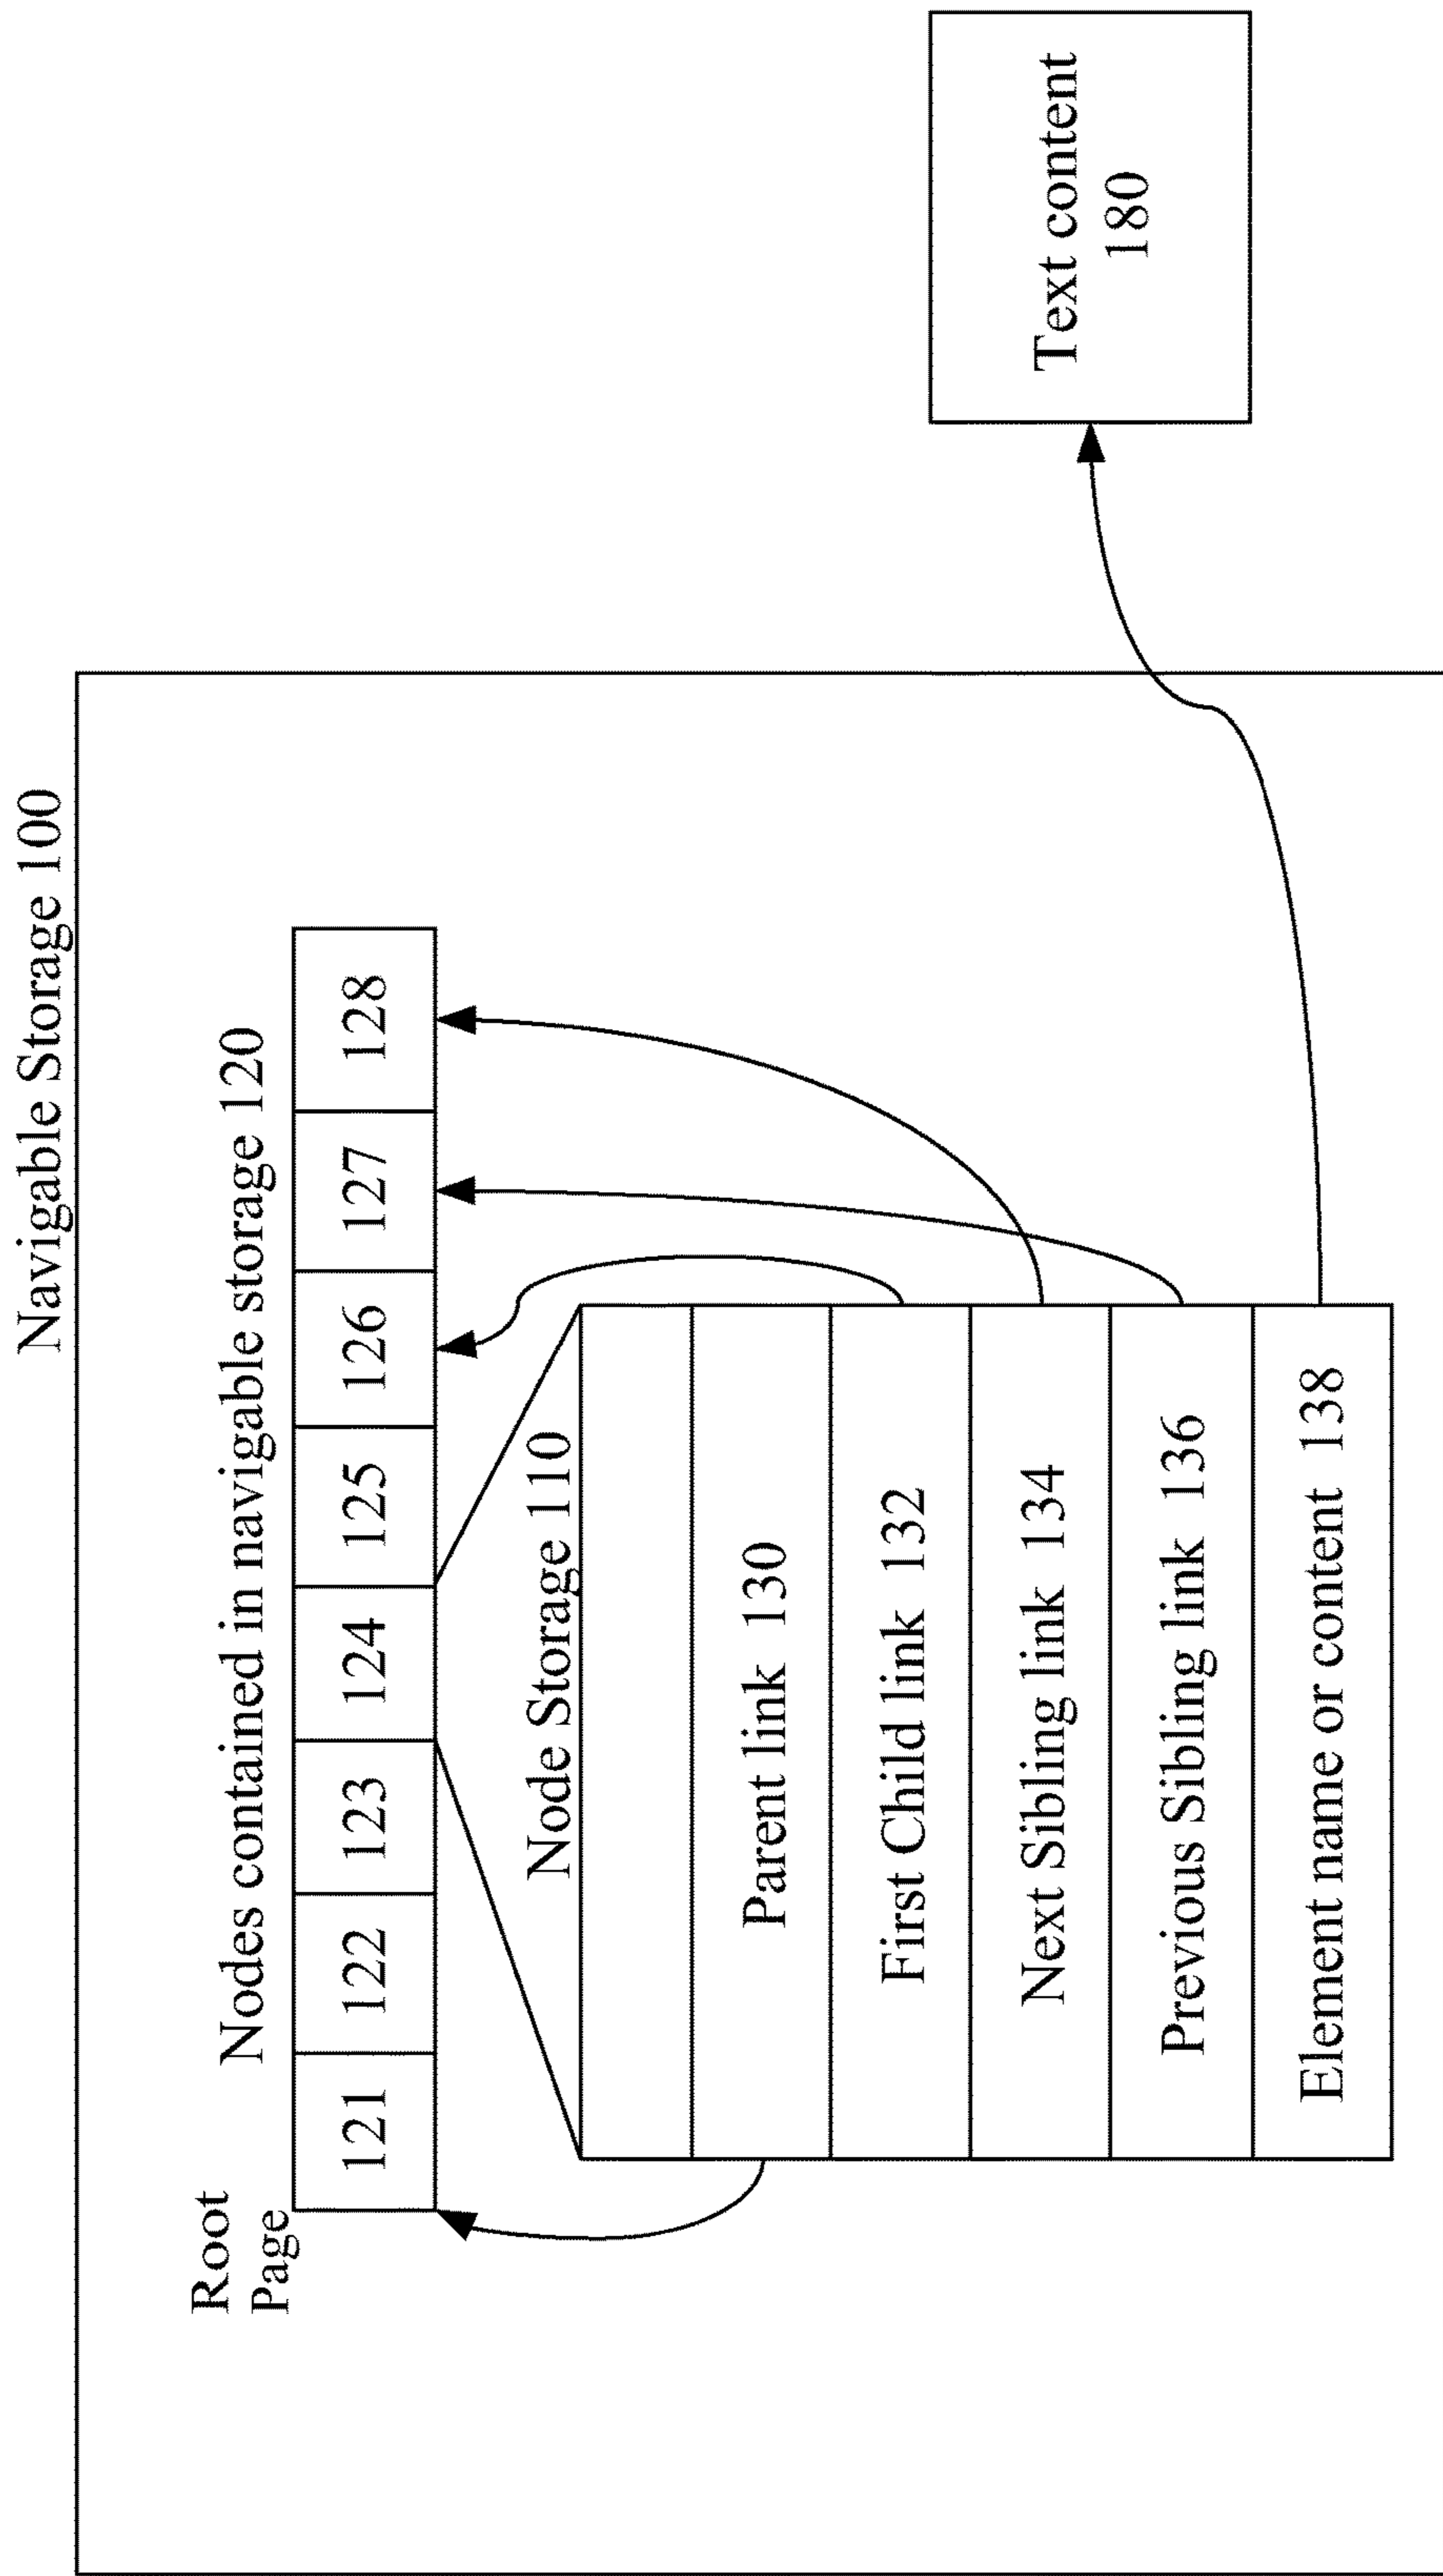 Navigable Storage 100
Root
Page
Nodes contained in navigable storage 120
121 122 123 124 125 126 127 128
Node Storage 110
Parent link 130
First Child link 132
Next Sibling link 134
Previous Sibling link 136
Element name or content 138
Text content
180